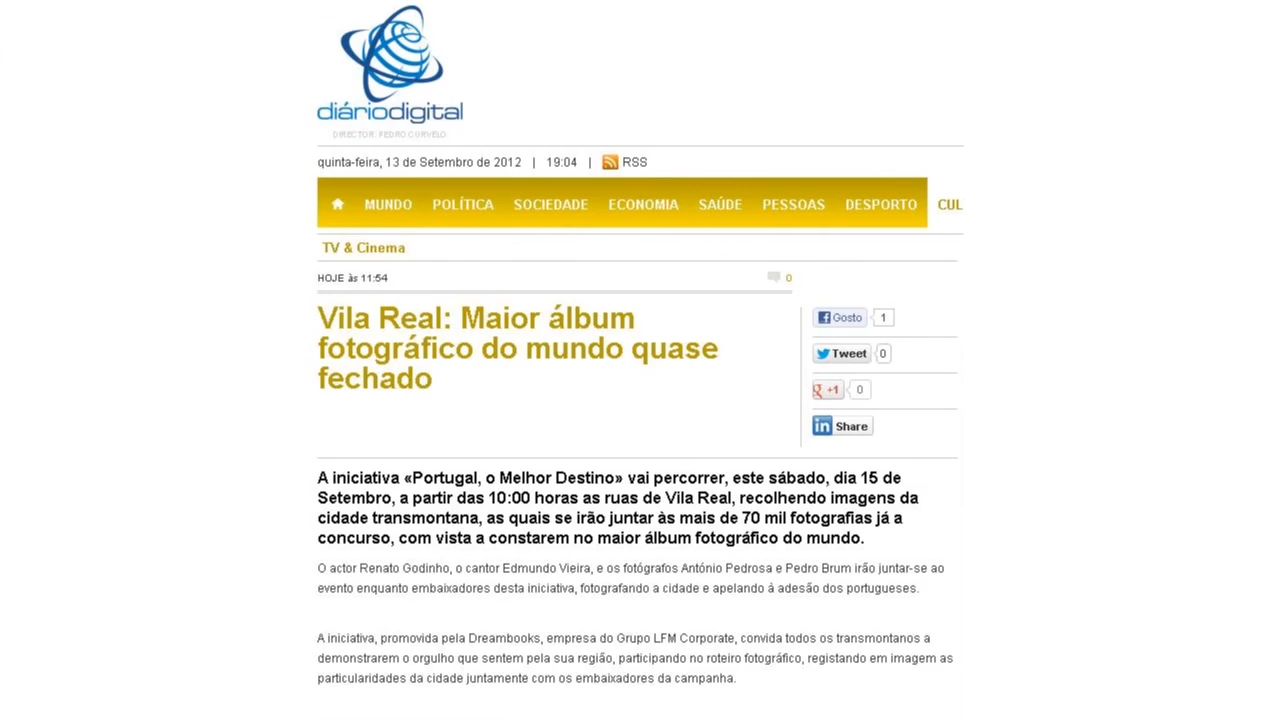 diáriodigital
DIRECTOR: PEDRO CURVELO
quinta-feira, 13 de Setembro de 2012 | 19:04 | RSS
MUNDO POLÍTICA SOCIEDADE ECONOMIA SAÚDE PESSOAS DESPORTO CUL
TV & Cinema
HOJE às 11:54 0
Vila Real: Maior álbum
fotográfico do mundo quase
fechado
Gosto 1
Tweet 0
g +1 0
in Share
A iniciativa «Portugal, o Melhor Destino» vai percorrer, este sábado, dia 15 de
Setembro, a partir das 10:00 horas as ruas de Vila Real, recolhendo imagens da
cidade transmontana, as quais se irão juntar às mais de 70 mil fotografias já a
concurso, com vista a constarem no maior álbum fotográfico do mundo.
O actor Renato Godinho, o cantor Edmundo Vieira, e os fotógrafos António Pedrosa e Pedro Brum irão juntar-se ao
evento enquanto embaixadores desta iniciativa, fotografando a cidade e apelando à adesão dos portugueses.
A iniciativa, promovida pela Dreambooks, empresa do Grupo LFM Corporate, convida todos os transmontanos a
demonstrarem o orgulho que sentem pela sua região, participando no roteiro fotográfico, registando em imagem as
particularidades da cidade juntamente com os embaixadores da campanha.